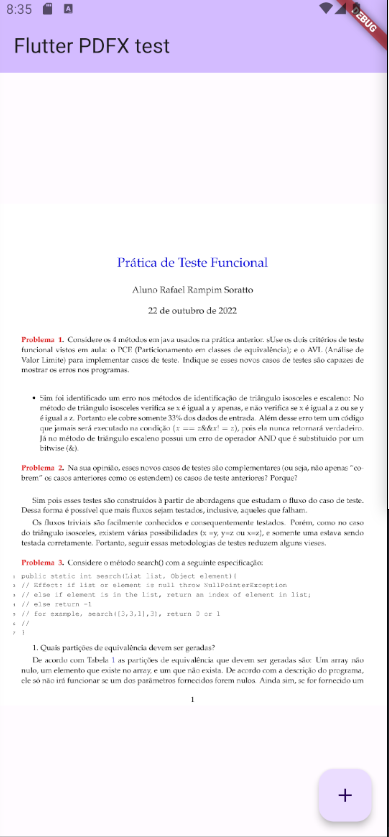 8:35
A
DEBUG
Flutter PDFX test
Prática de Teste Funcional
Aluno Rafael Rampim Soratto
22 de outubro de 2022
Problema 1. Considere os 4 métodos em java usados na prática anterior. sUse os dois critérios de teste
funcional vistos em aula: o PCE (Particionamento em classes de equivalência); e o AVL (Análise de
Valor Limite) para implementar casos de teste. Indique se esses novos casos de testes são capazes de
mostrar os erros nos programas.
• Sim foi identificado um erro nos métodos de identificação de triângulo isosceles e escaleno: No
método de triângulo isosceles verifica se x é igual a y apenas, e não verifica se x é igual a z ou se y
é igual a z. Portanto ele cobre somente 33% dos dados de entrada. Além desse erro tem um código
que jamais será executado na condição (x == z&&x! = z), pois ela nunca retornará verdadeiro.
Já no método de triângulo escaleno possui um erro de operador AND que é substituido por um
bitwise (&).
Problema 2. Na sua opinião, esses novos casos de testes são complementares (ou seja, não apenas "co-
brem" os casos anteriores como os estendem) os casos de teste anteriores? Porque?
Sim pois esses testes são construídos à partir de abordagens que estudam o fluxo do caso de teste.
Dessa forma é possível que mais fluxos sejam testados, inclusive, aqueles que falham.
Os fluxos triviais são facilmente conhecidos e consequentemente testados. Porém, como no caso
do triângulo isosceles, existem várias possibilidades (x =y, y=z ou x=z), e somente uma estava sendo
testada corretamente. Portanto, seguir essas metodologias de testes reduzem alguns vieses.
Problema 3. Considere o método search() com a seguinte especificação:
1 public static int search(List list, Object element){
2 // Effects: if list or element is null throw NullPointerException
3 // else if element is in the list, return an index of element in list;
4 // else return -1
5 // for example, search([3,3,1],3), return 0 or 1
6 //
7 }
1. Quais partições de equivalência devem ser geradas?
De acordo com Tabela 1 as partições de equivalência que devem ser geradas são: Um array não
nulo, um elemento que existe no array, e um que não exista. De acordo com a descrição do programa,
ele só não irá funcionar se um dos parâmetros fornecidos forem nulos. Ainda sim, se for fornecido um
1
+